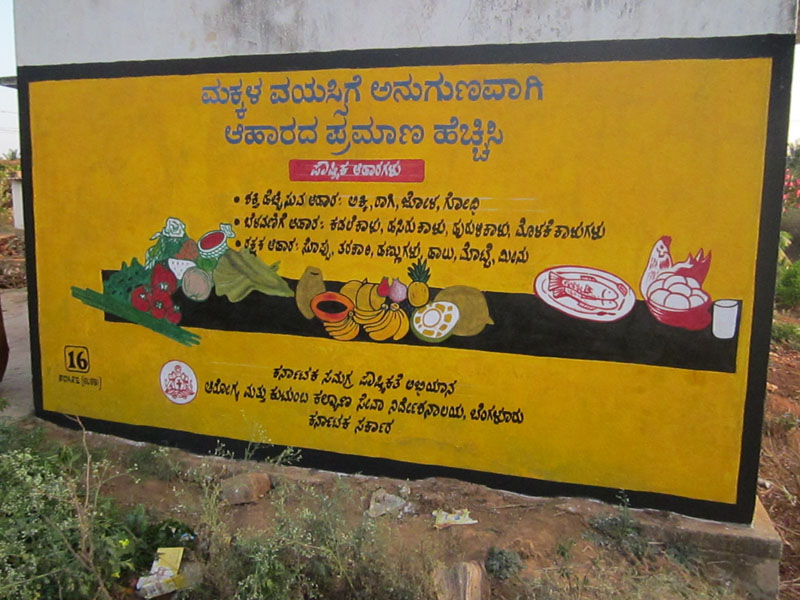 ಮಕ್ಕಳ ವಯಸ್ಸಿಗೆ ಅನುಗುಣವಾಗಿ
ಆಹಾರದ ಪ್ರಮಾಣ ಹೆಚ್ಚಿಸಿ
ಪೌಷ್ಠಿಕ ಆಹಾರಗಳು
• ಶಕ್ತಿ ಹೆಚ್ಚಿಸುವ ಆಹಾರ: ಅಕ್ಕಿ, ರಾಗಿ, ಜೋಳ, ಗೋಧಿ
• ಬೆಳವಣಿಗೆ ಆಹಾರ: ಕಡಲೆಕಾಳು, ಹಸಿರುಕಾಳು, ಹುರುಳಿಕಾಳು, ಮೊಳಕೆ ಕಾಳುಗಳು
• ರಕ್ಷಕ ಆಹಾರ: ಸೊಪ್ಪು, ತರಕಾರಿ, ಹಣ್ಣುಗಳು, ಹಾಲು, ಮೊಟ್ಟೆ, ಮೀನು
16
ಕರ್ನಾಟಕ ಸಮಗ್ರ ಪೌಷ್ಠಿಕತೆ ಅಭಿಯಾನ
ಆರೋಗ್ಯ ಮತ್ತು ಕುಟುಂಬ ಕಲ್ಯಾಣ ಸೇವಾ ನಿರ್ದೇಶನಾಲಯ, ಬೆಂಗಳೂರು
ಕರ್ನಾಟಕ ಸರ್ಕಾರ